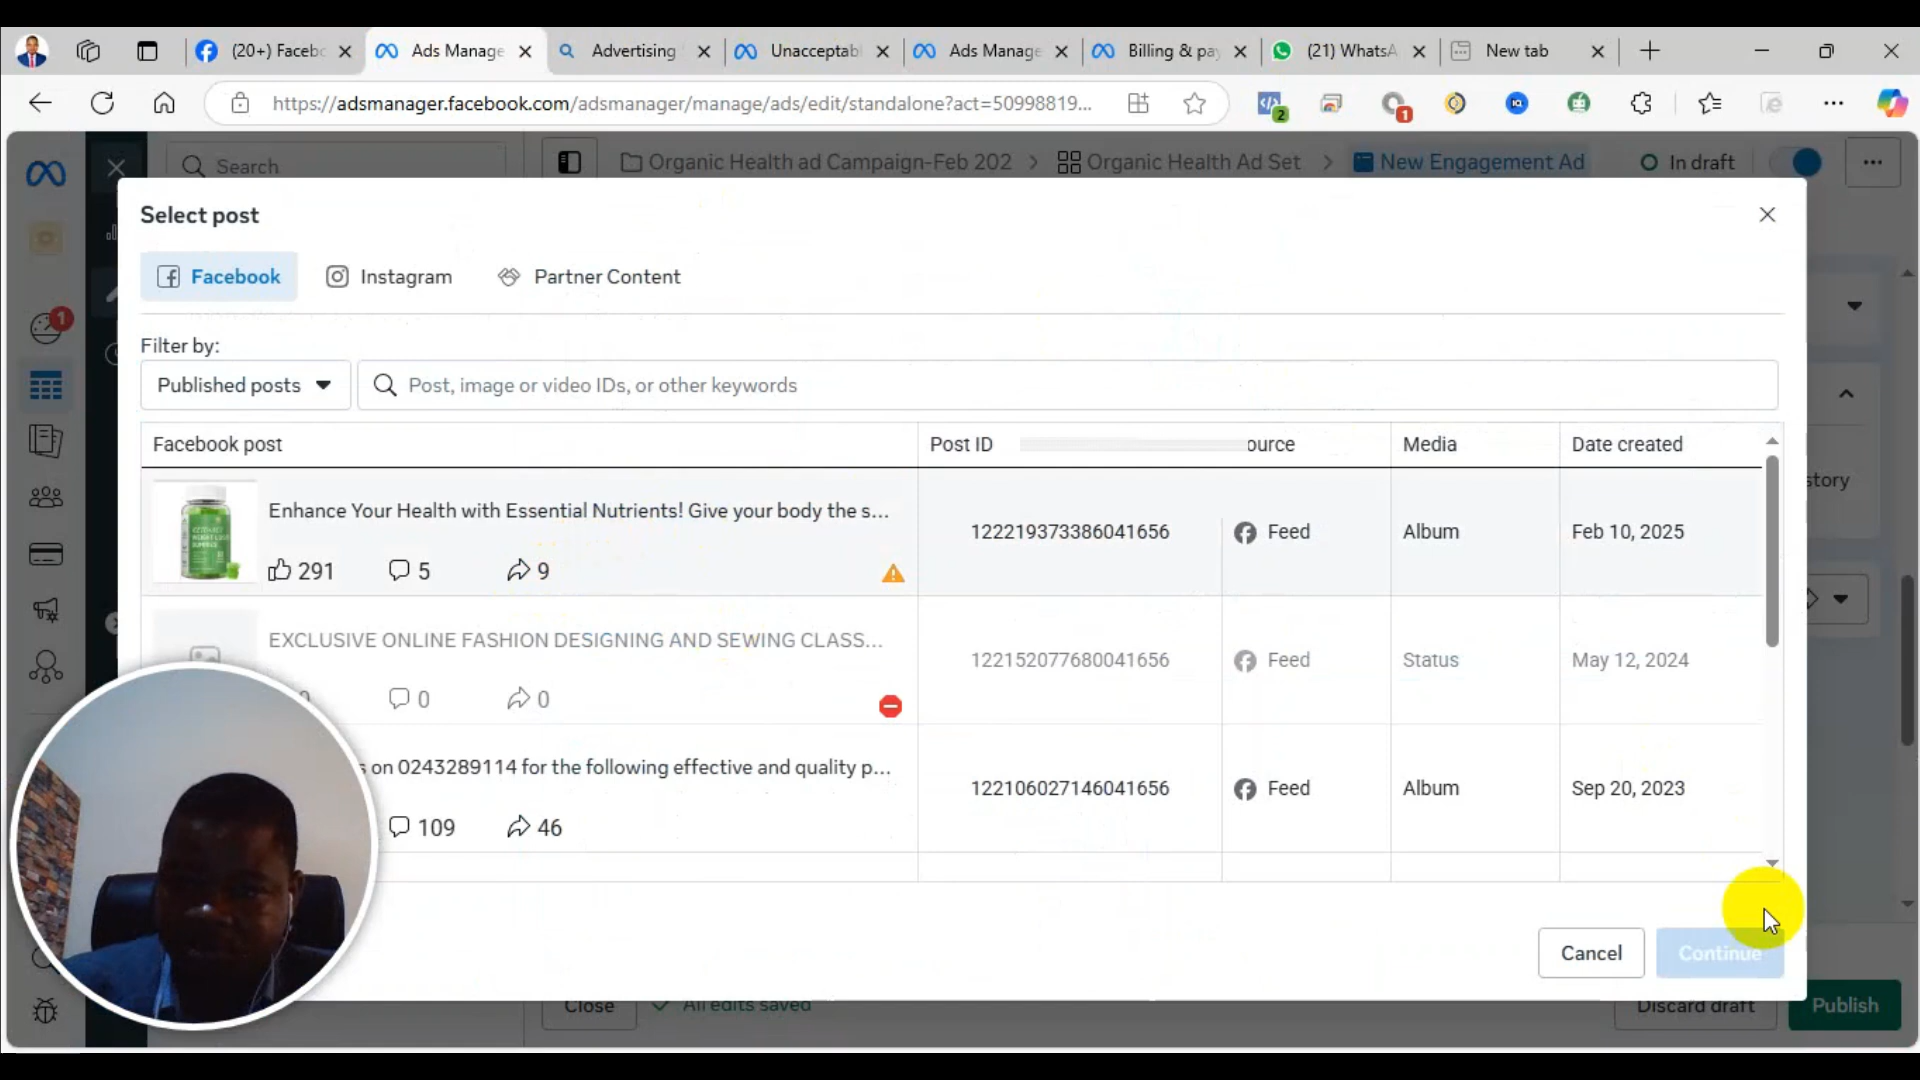 (20+) Facebo
Ads Manage
Advertising
Unacceptabl
Ads Manage
Billing & pay
(21) WhatsA
New tab
https://adsmanager.facebook.com/adsmanager/manage/ads/edit/standalone?act=50998819...
2
1
Search
Organic Health ad Campaign-Feb 202
Organic Health Ad Set
New Engagement Ad
In draft
Select post
Facebook
Instagram
Partner Content
1
Filter by:
Published posts
Post, image or video IDs, or other keywords
Facebook post
Post ID
ource
Media
Date created
Enhance Your Health with Essential Nutrients! Give your body the s...
122219373386041656
Feed
Album
Feb 10, 2025
291
5
9
EXCLUSIVE ONLINE FASHION DESIGNING AND SEWING CLASS...
122152077680041656
Feed
Status
May 12, 2024
0
0
s on 0243289114 for the following effective and quality p...
122106027146041656
Feed
Album
Sep 20, 2023
109
46
story
Cancel
Continue
Close
All edits saved
Discard draft
Publish